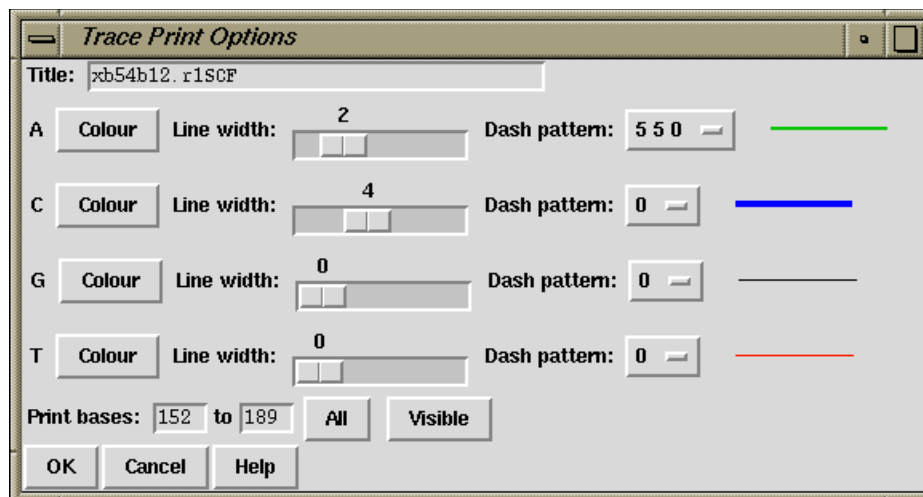 Trace Print Options
Title: xb54b12.r1SCF
2
A Colour Line width: Dash pattern: 5 5 0
4
C Colour Line width: Dash pattern: 0
0
G Colour Line width: Dash pattern: 0
0
T Colour Line width: Dash pattern: 0
Print bases: 152 to 189 All Visible
OK Cancel Help